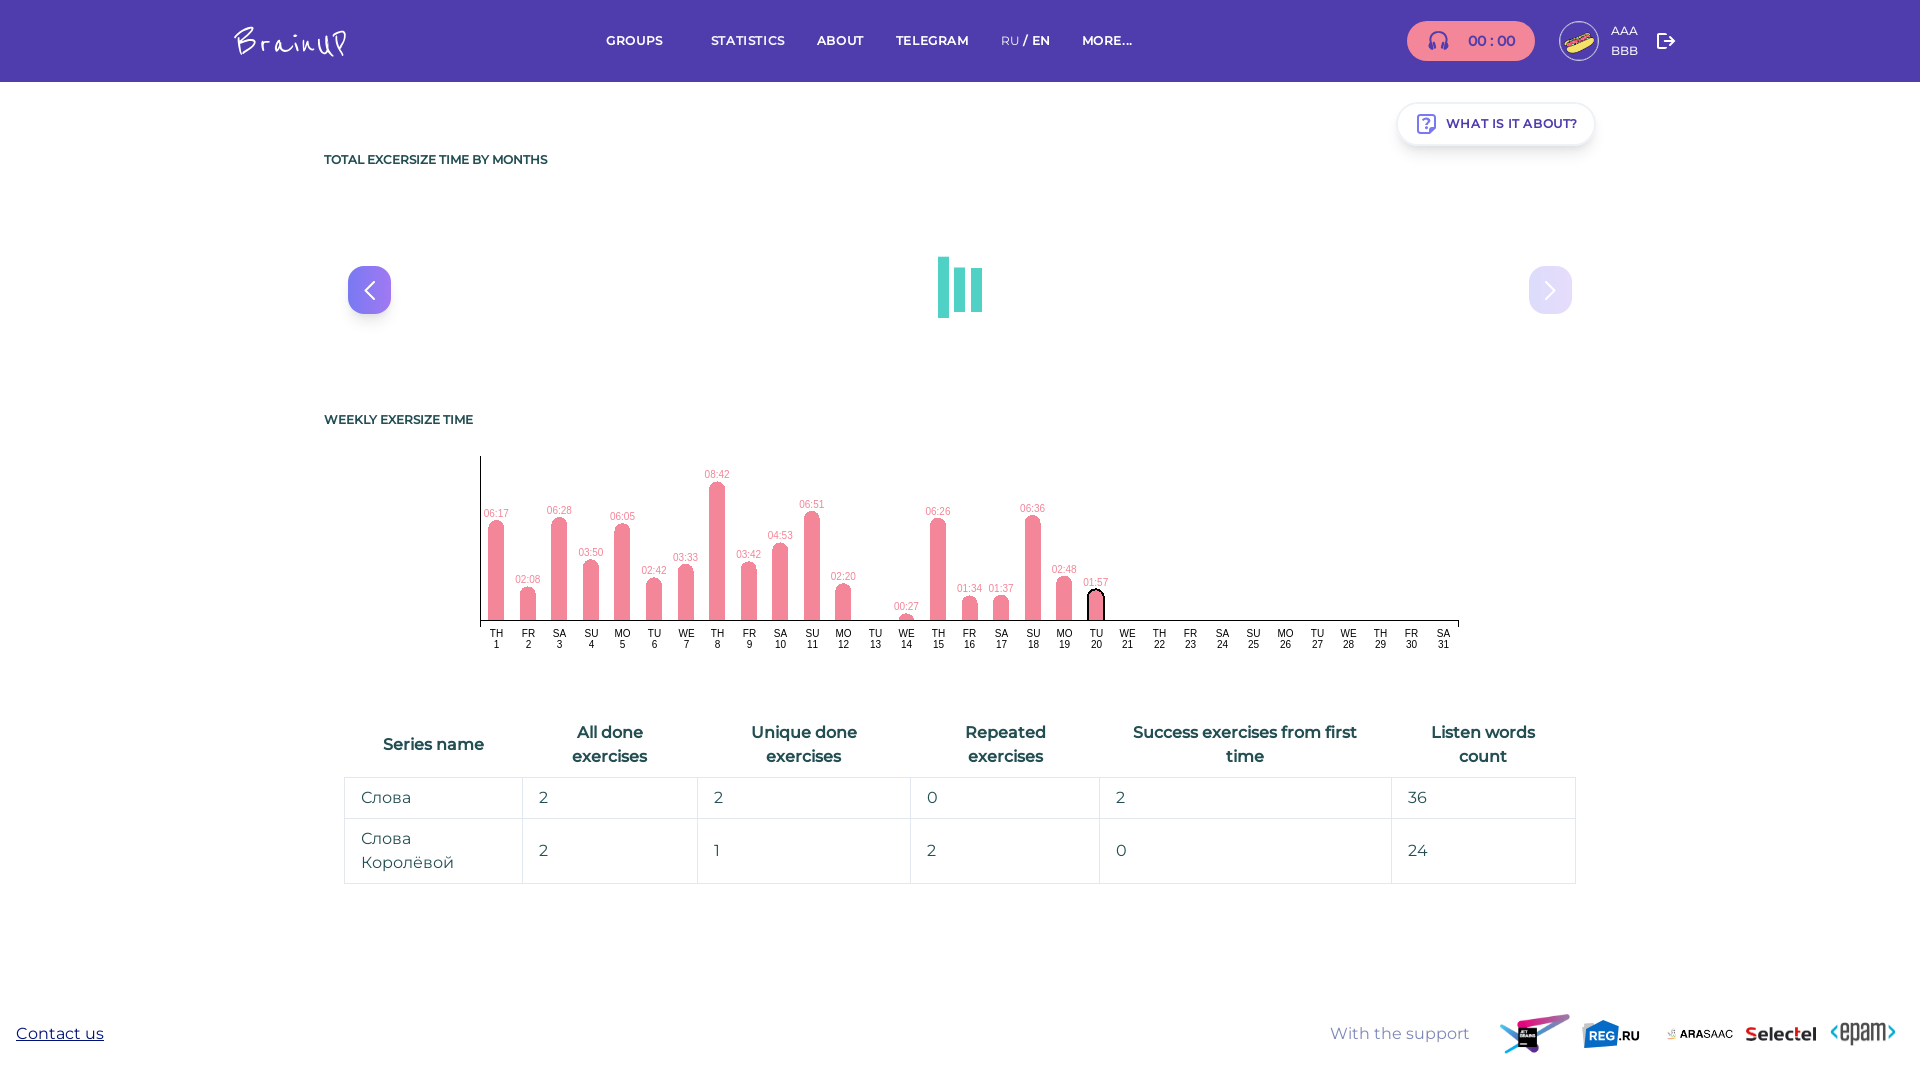 BrainUP
GROUPS STATISTICS ABOUT TELEGRAM RU / EN MORE...
00 : 00
AAA
BBB
WHAT IS IT ABOUT?
TOTAL EXCERSIZE TIME BY MONTHS
WEEKLY EXERSIZE TIME
06:17 02:08 06:28 03:50 06:05 02:42 03:33 08:42 03:42 04:53 06:51 02:20 00:27 06:26 01:34 01:37 06:36 02:48 01:57
TH FR SA SU MO TU WE TH FR SA SU MO TU WE TH FR SA SU MO TU WE TH FR SA SU MO TU WE TH FR SA
1 2 3 4 5 6 7 8 9 10 11 12 13 14 15 16 17 18 19 20 21 22 23 24 25 26 27 28 29 30 31
Series name All done exercises Unique done exercises Repeated exercises Success exercises from first time Listen words count
Слова 2 2 0 2 36
Слова Королёвой 2 1 2 0 24
Contact us
With the support
JET BRAINS
REG.RU
ARASAAC
Selectel
<epam>